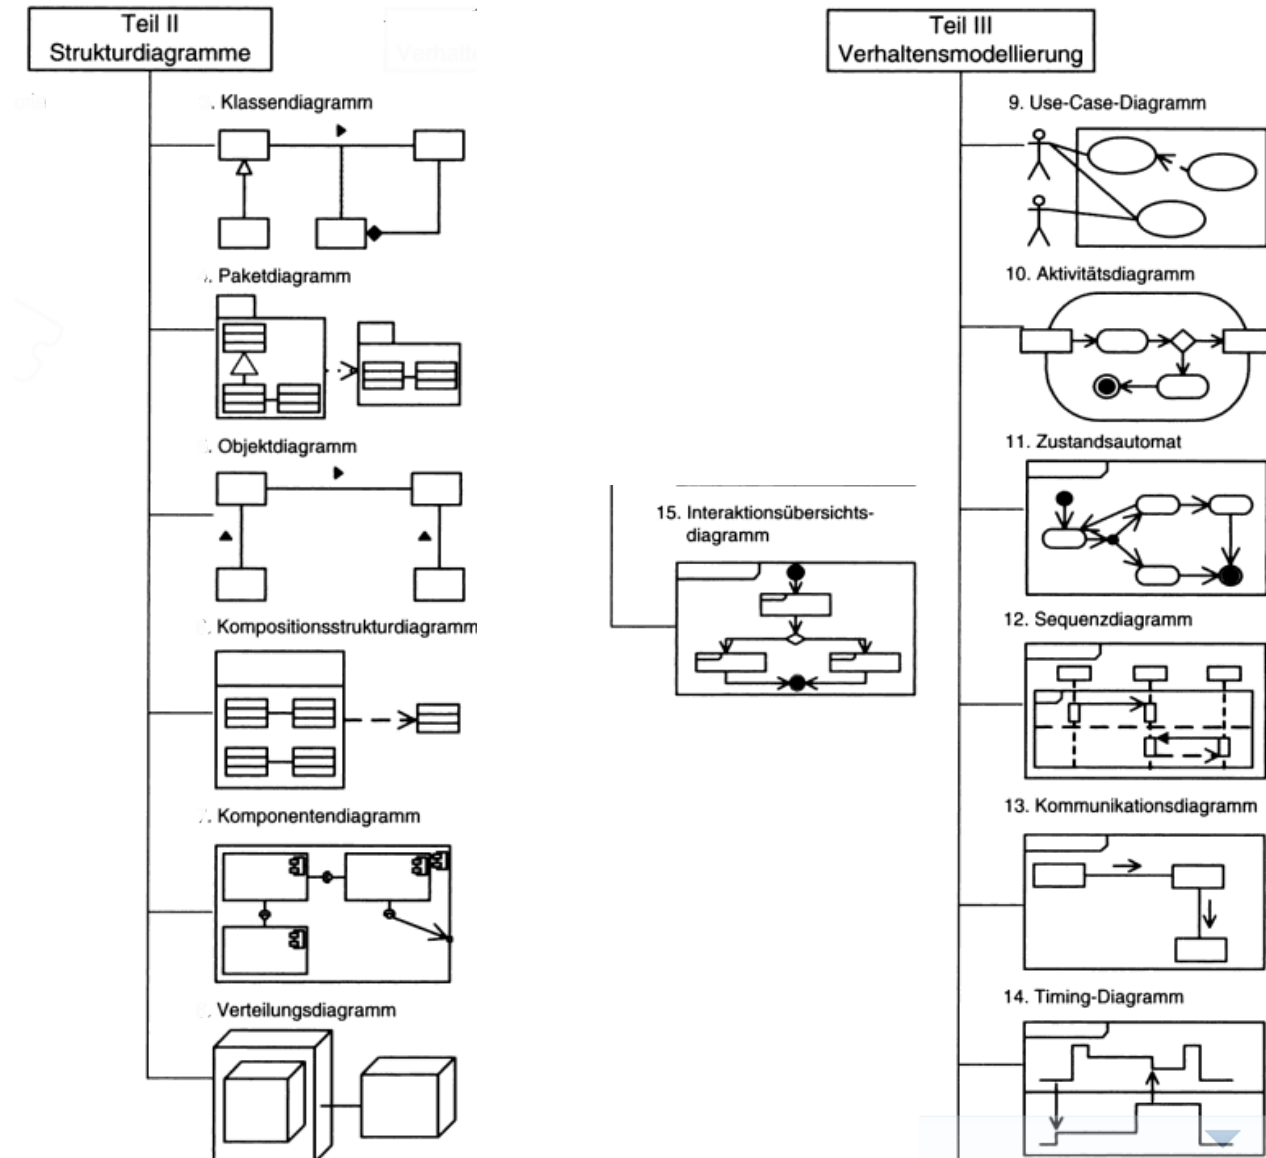 Teil II
Strukturdiagramme
. Klassendiagramm
. Paketdiagramm
. Objektdiagramm
. Kompositionsstrukturdiagramm
. Komponentendiagramm
. Verteilungsdiagramm
15. Interaktionsübersichts-
diagramm
Teil III
Verhaltensmodellierung
9. Use-Case-Diagramm
10. Aktivitätsdiagramm
11. Zustandsautomat
12. Sequenzdiagramm
13. Kommunikationsdiagramm
14. Timing-Diagramm